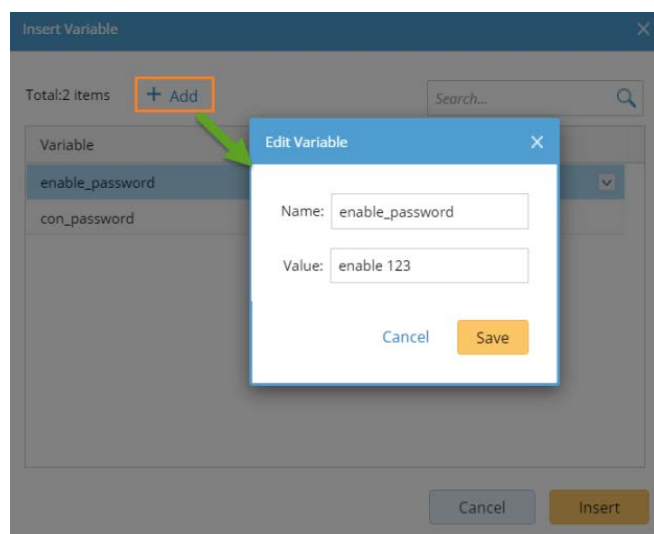 Insert Variable
Total:2 items + Add Search...
Variable
enable_password
con_password
Edit Variable
Name: enable_password
Value: enable 123
Cancel Save
Cancel Insert